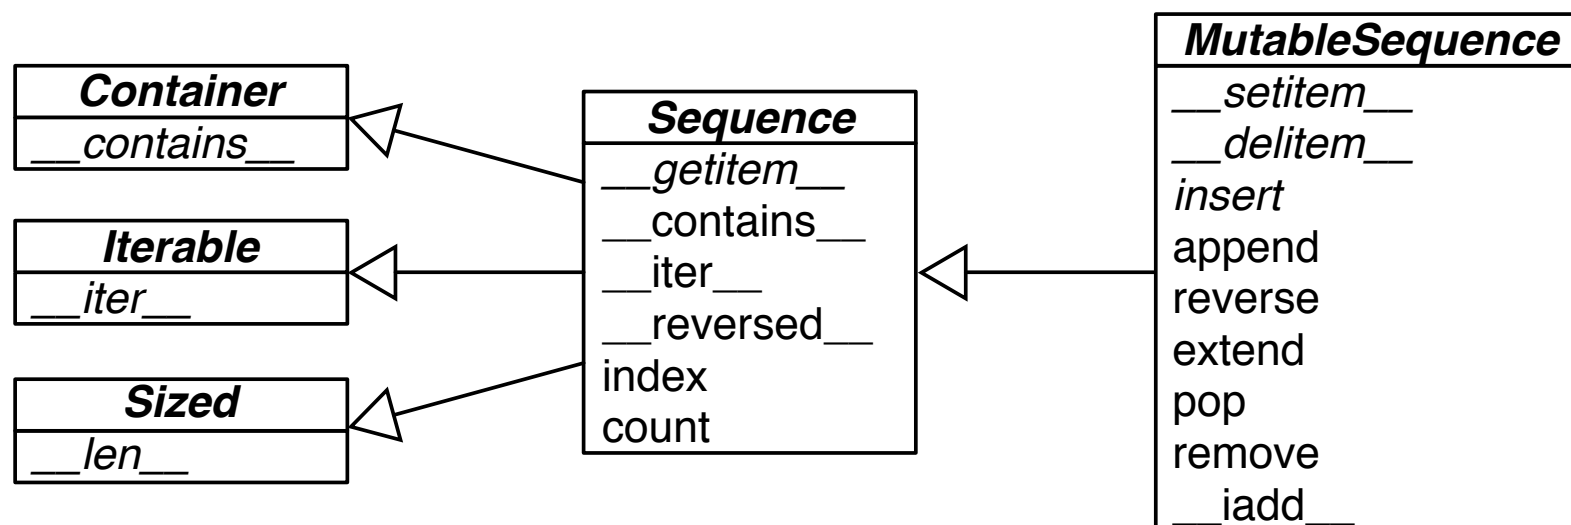 Container
__contains__
Iterable
__iter__
Sized
__len__
Sequence
__getitem__
__contains__
__iter__
__reversed__
index
count
MutableSequence
__setitem__
__delitem__
insert
append
reverse
extend
pop
remove
__iadd__